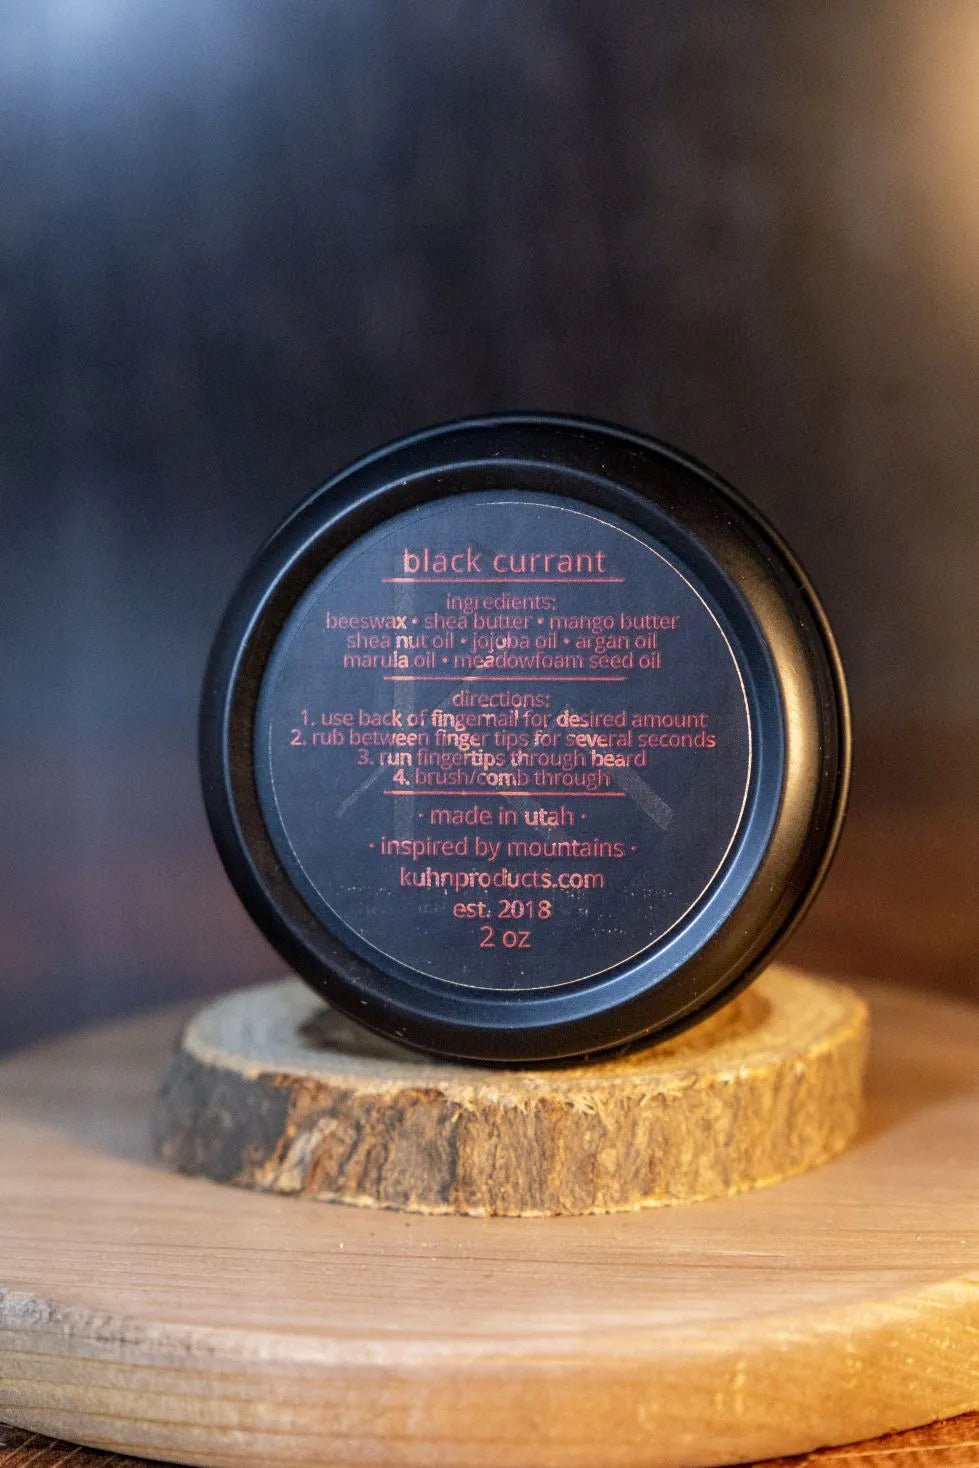 black currant
ingredients:
beeswax • shea butter • mango butter
shea nut oil • jojoba oil • argan oil
marula oil • meadowfoam seed oil
directions:
1. use back of fingernail for desired amount
2. rub between finger tips for several seconds
3. run fingertips through beard
4. brush/comb through
· made in utah ·
· inspired by mountains ·
kuhnproducts.com
est. 2018
2 oz